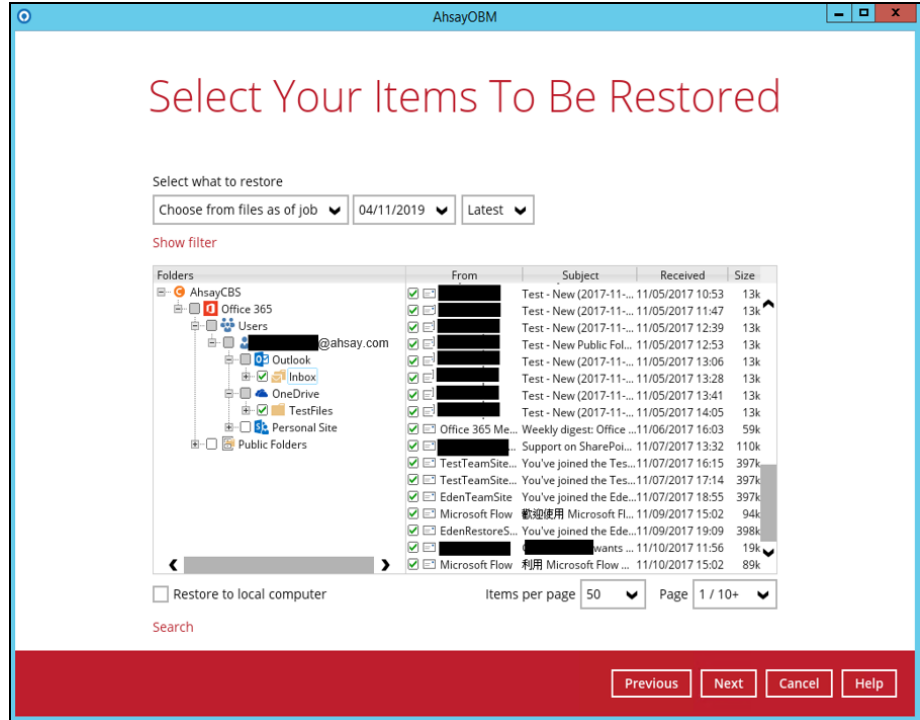 AhsayOBM
Select Your Items To Be Restored
Select what to restore
Choose from files as of job 04/11/2019 Latest
Show filter
Folders From Subject Received Size
AhsayCBS
Office 365
Users
@ahsay.com
Outlook
Inbox
OneDrive
TestFiles
Personal Site
Public Folders
Test - New (2017-11-... 11/05/2017 10:53 13k
Test - New (2017-11-... 11/05/2017 11:47 13k
Test - New (2017-11-... 11/05/2017 12:39 13k
Test - New Public Fol... 11/05/2017 12:53 13k
Test - New (2017-11-... 11/05/2017 13:06 13k
Test - New (2017-11-... 11/05/2017 13:28 13k
Test - New (2017-11-... 11/05/2017 13:41 13k
Test - New (2017-11-... 11/05/2017 14:05 13k
Office 365 Me... Weekly digest: Office ... 11/06/2017 16:03 59k
... Support on SharePoi... 11/07/2017 13:32 110k
TestTeamSite... You've joined the Tes... 11/07/2017 16:15 397k
TestTeamSite... You've joined the Tes... 11/07/2017 17:14 397k
EdenTeamSite You've joined the Ede... 11/07/2017 18:55 397k
Microsoft Flow 歡迎使用 Microsoft Fl... 11/09/2017 15:02 94k
EdenRestoreS... You've joined the Ede... 11/09/2017 19:09 398k
wants ... 11/10/2017 11:56 19k
Microsoft Flow 利用 Microsoft Flow ... 11/10/2017 15:02 89k
Restore to local computer Items per page 50 Page 1 / 10+
Search
Previous Next Cancel Help